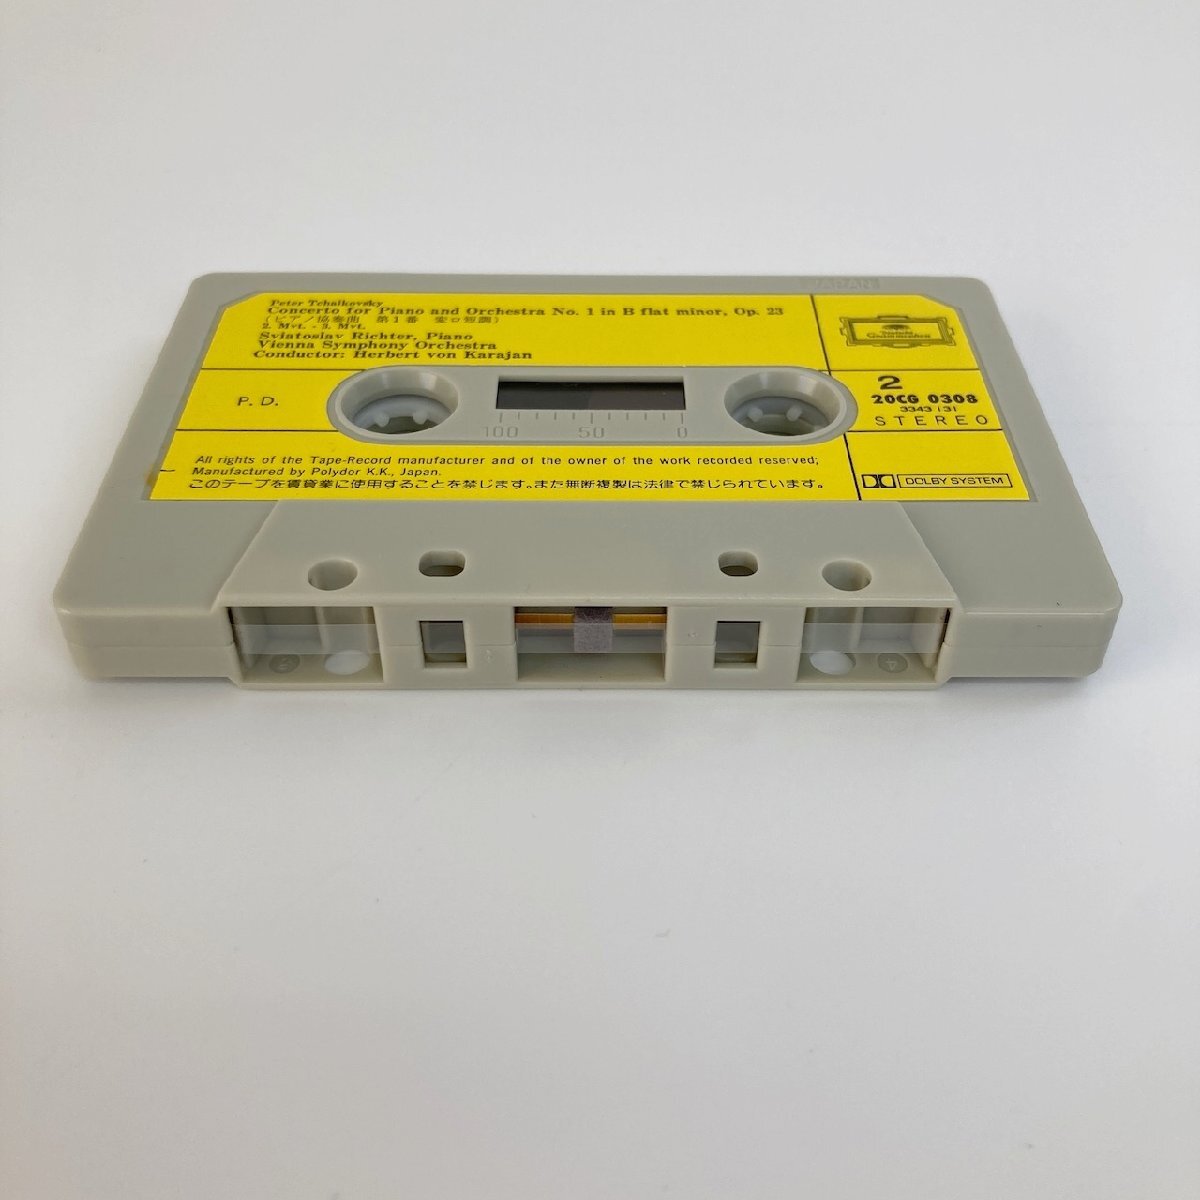 JAPAN
Peter Tchaikovsky
Concerto for Piano and Orchestra No. 1 in B flat minor, Op. 23
(ピアノ協奏曲 第1番 変ロ短調)
2. Mvt. - 3. Mvt.
Sviatoslav Richter, Piano
Vienna Symphony Orchestra
Conductor: Herbert von Karajan
Deutsche
Grammophon
P. D.
100 50 0
2
20CG 0308
3343 131
STEREO
All rights of the Tape-Record manufacturer and of the owner of the work recorded reserved;
Manufactured by Polydor K.K., Japan.
このテープを賃貸業に使用することを禁じます。また無断複製は法律で禁じられています。
DOLBY SYSTEM
4